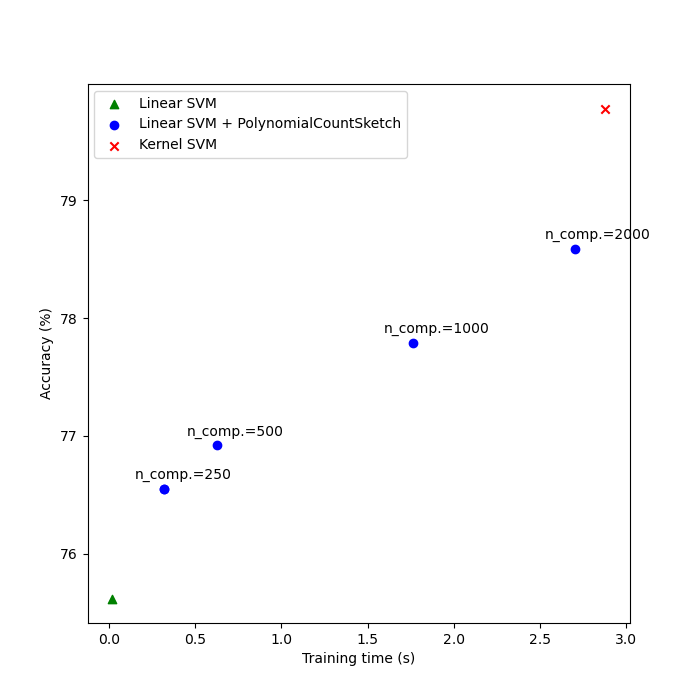 Linear SVM
Linear SVM + PolynomialCountSketch
Kernel SVM
79
n_comp.=2000
78
n_comp.=1000
77
n_comp.=500
n_comp.=250
76
Accuracy (%)
0.0 0.5 1.0 1.5 2.0 2.5 3.0
Training time (s)